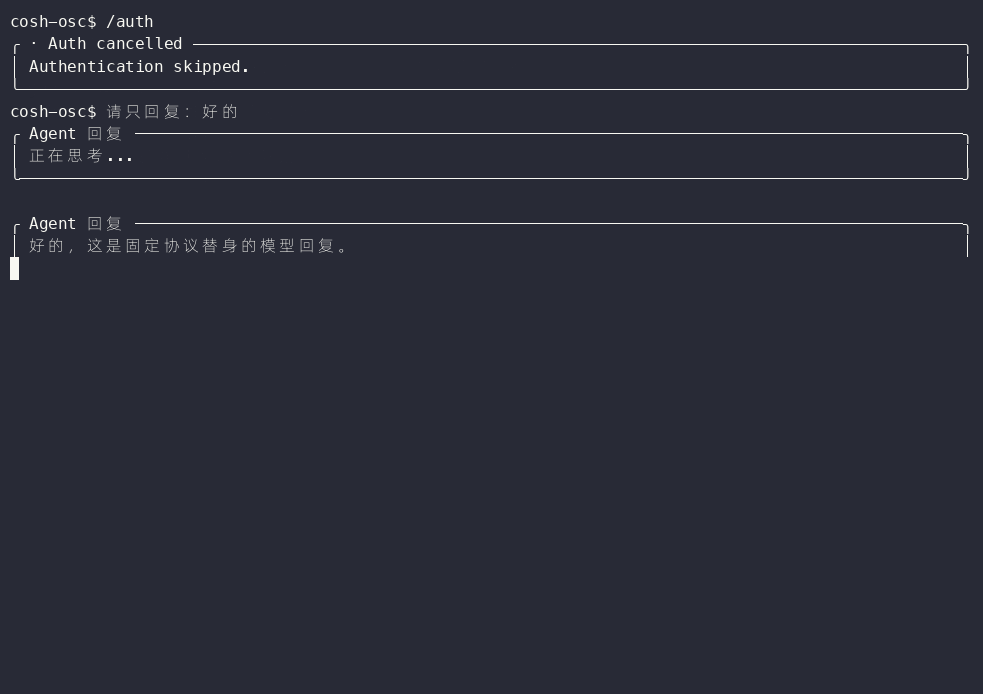 cosh-osc$ /auth
· Auth cancelled
Authentication skipped.
cosh-osc$ 请只回复：好的
Agent 回复
正在思考...
Agent 回复
好的，这是固定协议替身的模型回复。